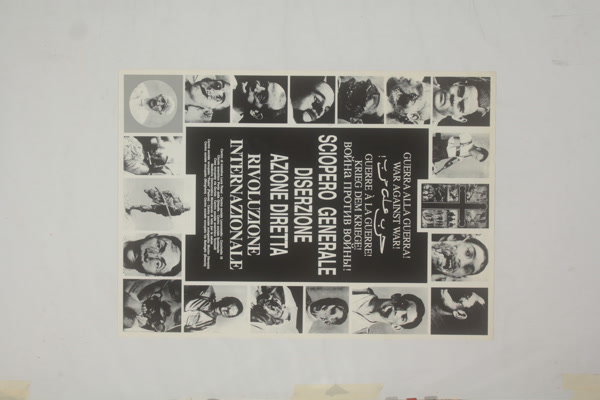 GUERRA ALLA GUERRA!
WAR AGAINST WAR!
GUERRE À LA GUERRE!
KRIEG DEM KRIEGE!
ВОЙНА ПРОТИВ ВОЙНЫ!
SCIOPERO GENERALE
DISERZIONE
AZIONE DIRETTA
RIVOLUZIONE
INTERNAZIONALE